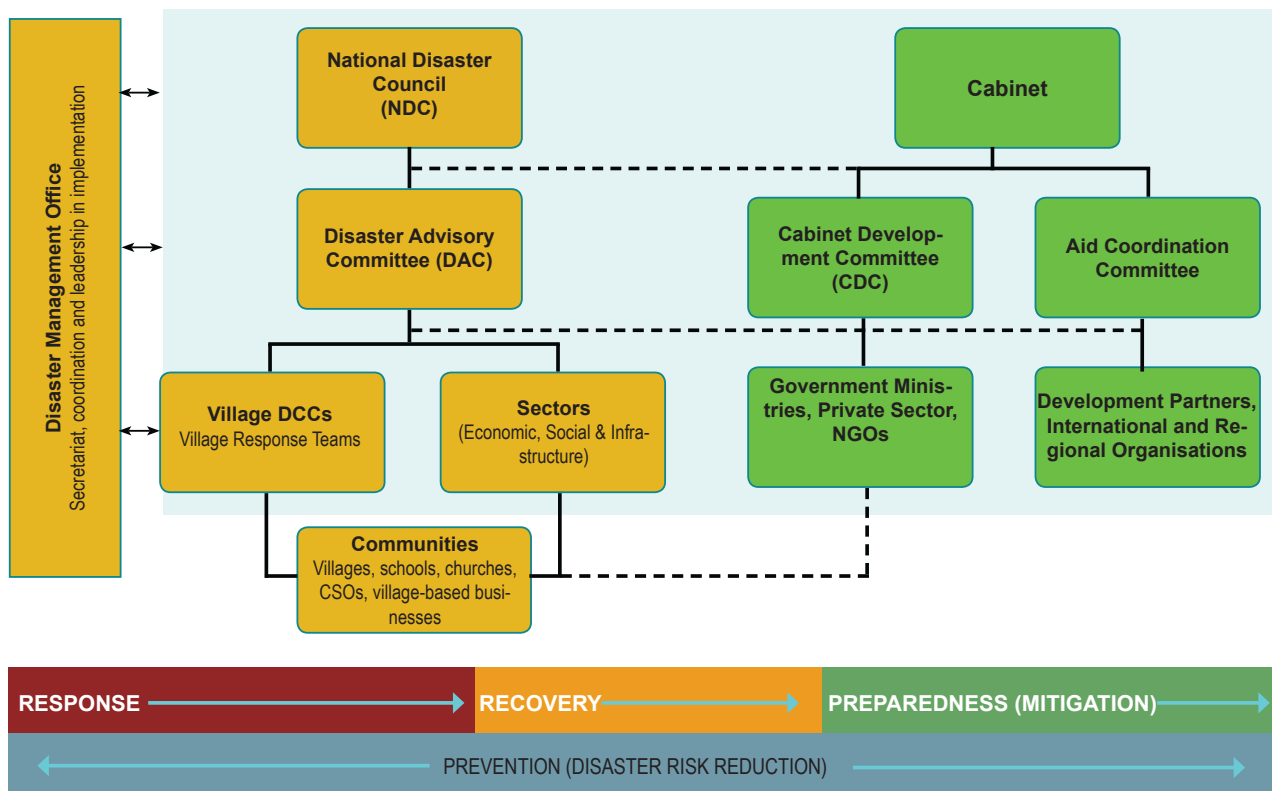 Disaster Management Office
Secretariat, coordination and leadership in implementation
National Disaster
Council
(NDC)
Cabinet
Disaster Advisory
Committee (DAC)
Cabinet Develop-
ment Committee
(CDC)
Aid Coordination
Committee
Village DCCs
Village Response Teams
Sectors
(Economic, Social & Infra-
structure)
Government Minis-
tries, Private Sector,
NGOs
Development Partners,
International and Re-
gional Organisations
Communities
Villages, schools, churches,
CSOs, village-based busi-
nesses
RESPONSE
RECOVERY
PREPAREDNESS (MITIGATION)
PREVENTION (DISASTER RISK REDUCTION)